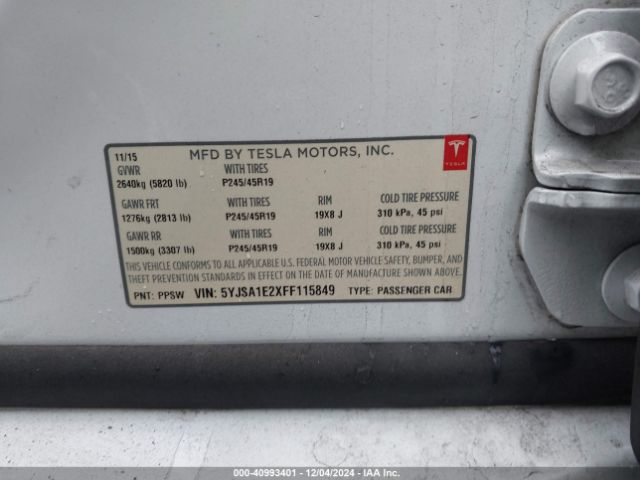 11/15 MFD BY TESLA MOTORS, INC.
TESLA
GVWR WITH TIRES
2640kg (5820 lb) P245/45R19
GAWR FRT WITH TIRES RIM COLD TIRE PRESSURE
1276kg (2813 lb) P245/45R19 19X8 J 310 kPa, 45 psi
GAWR RR WITH TIRES RIM COLD TIRE PRESSURE
1500kg (3307 lb) P245/45R19 19X8 J 310 kPa, 45 psi
THIS VEHICLE CONFORMS TO ALL APPLICABLE U.S. FEDERAL MOTOR VEHICLE SAFETY, BUMPER, AND
THEFT PREVENTION STANDARDS IN EFFECT ON THE DATE OF MANUFACTURE SHOWN ABOVE.
PNT: PPSW VIN: 5YJSA1E2XFF115849 TYPE: PASSENGER CAR
00-40993401 - 12/04/2024 - IAA Inc.